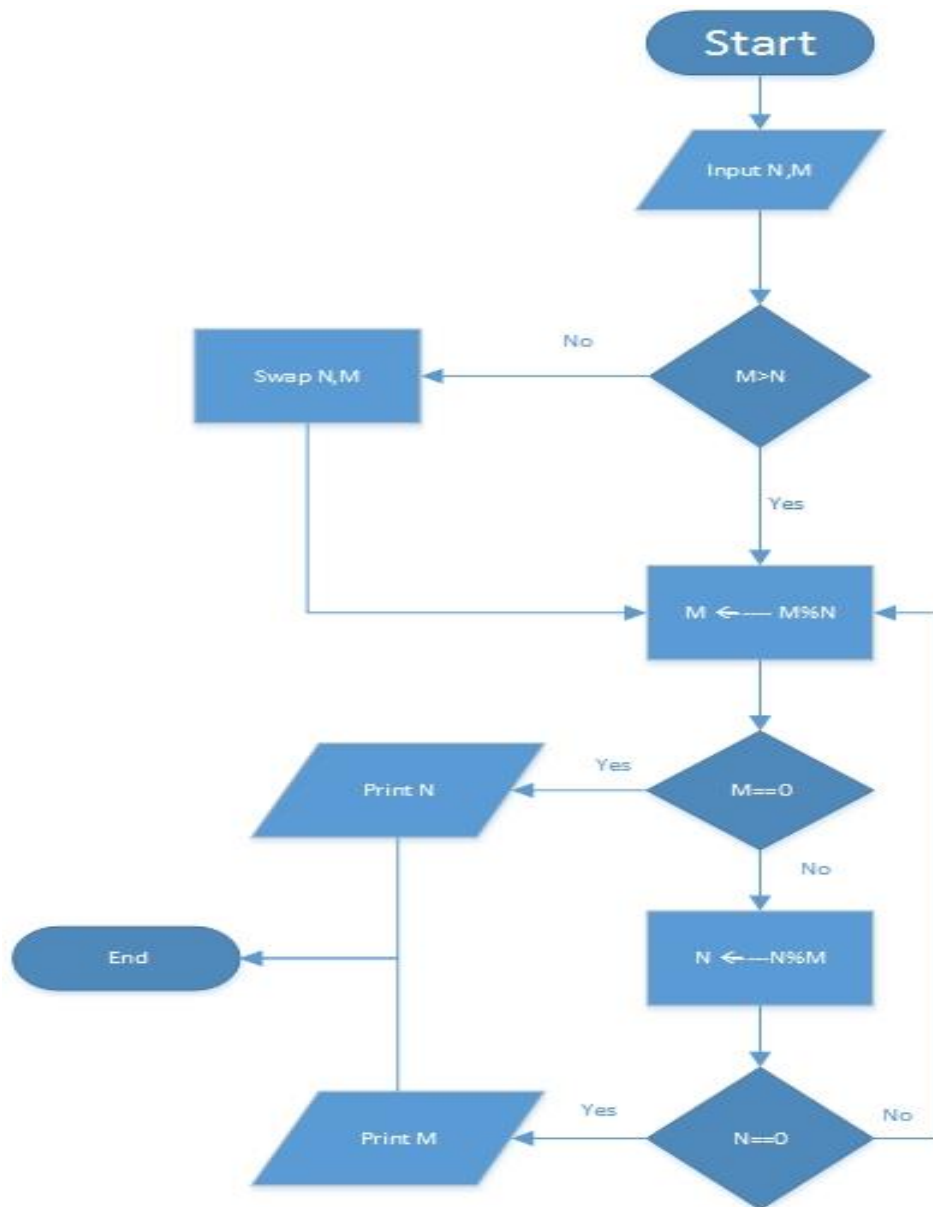 Start
Input N,M
M>N
No
Swap N,M
Yes
M <---- M%N
M==0
Yes
Print N
No
N <---N%M
End
N==0
Yes
Print M
No